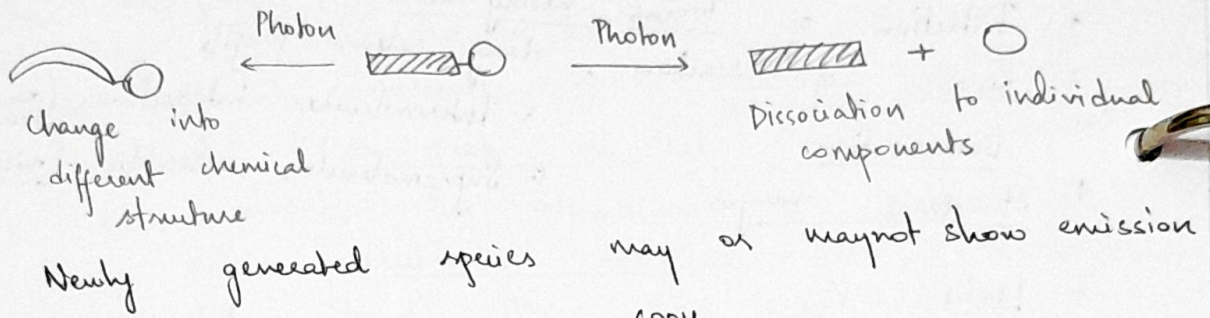 Photon
Photon
+
Change into
different chemical
structure
Dissociation to individual
components
Newly generated species may or maynot show emission